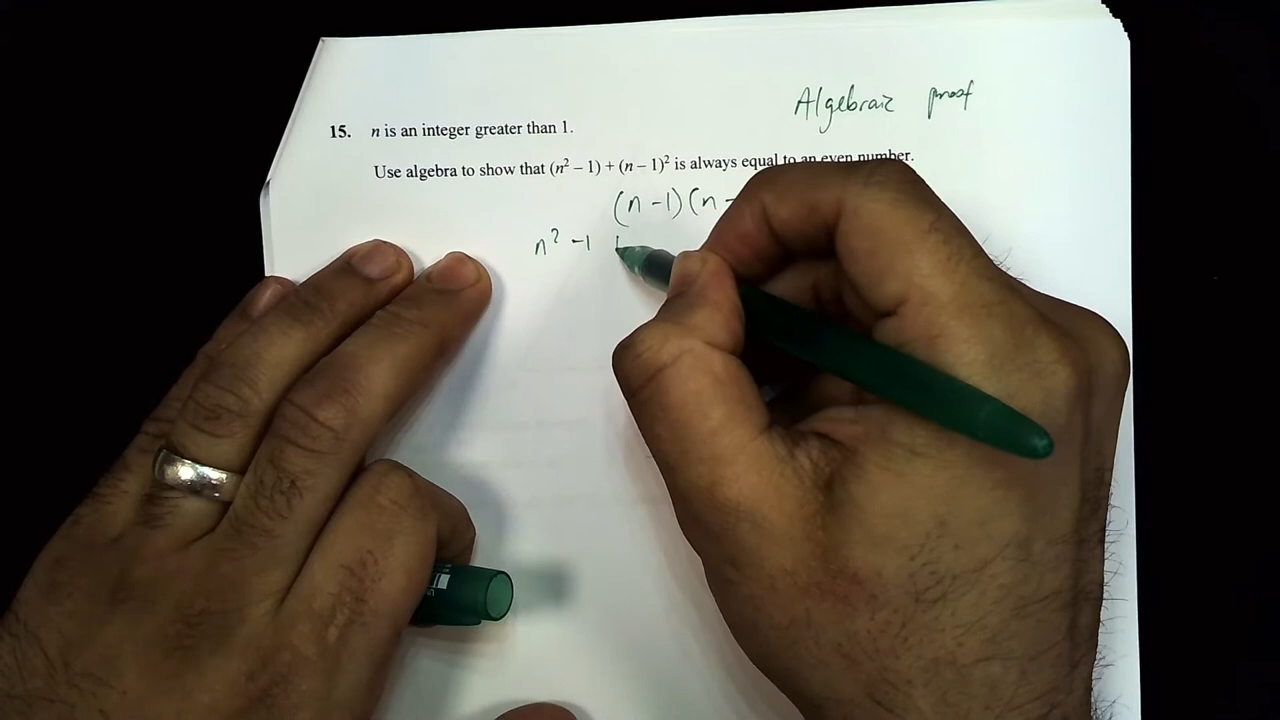 Algebraic proof
15. n is an integer greater than 1.
Use algebra to show that (n² – 1) + (n – 1)² is always equal to an even number.
(n -1)(n -
n² -1